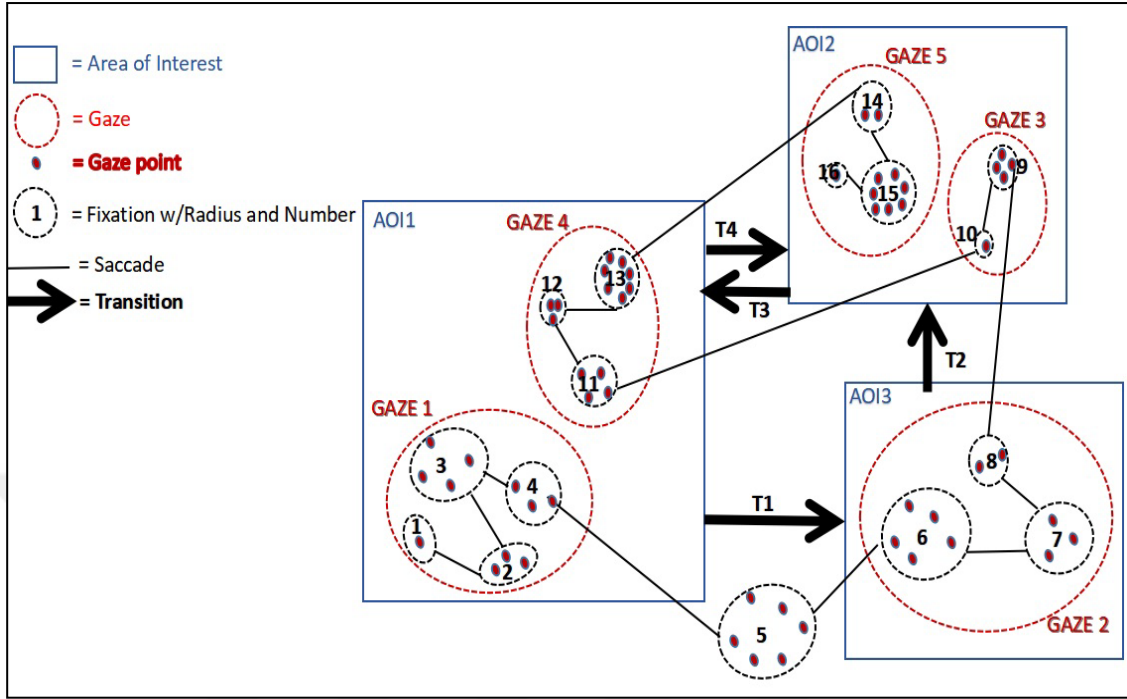 = Area of Interest
= Gaze
= Gaze point
1
= Fixation w/Radius and Number
= Saccade
= Transition
AOI1
GAZE 4
12
13
11
GAZE 1
3
4
1
2
T4
T3
T1
T2
5
AOI2
GAZE 5
14
16
15
GAZE 3
9
10
AOI3
8
6
7
GAZE 2